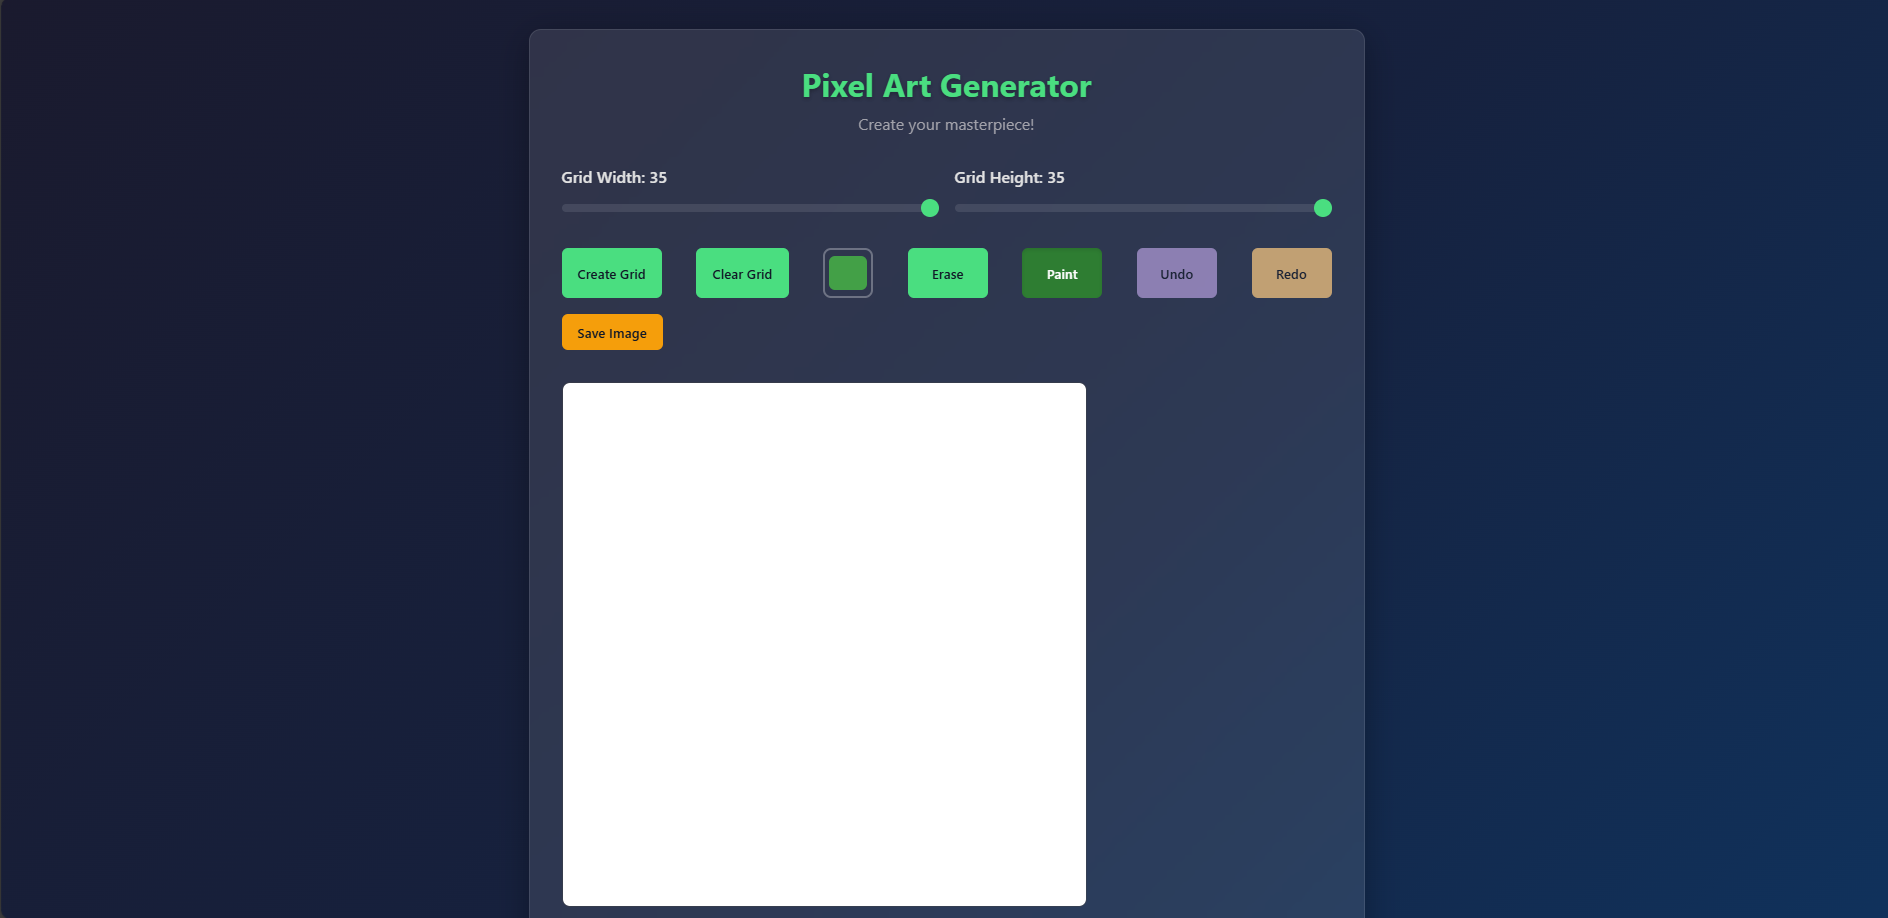 Pixel Art Generator
Create your masterpiece!
Grid Width: 35
Grid Height: 35
Create Grid
Clear Grid
Erase
Paint
Undo
Redo
Save Image